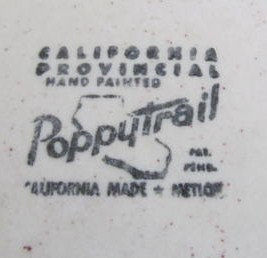 CALIFORNIA
PROVINCIAL
HAND PAINTED
Poppytrail
PAT.
PEND.
CALIFORNIA MADE ★ METLOX